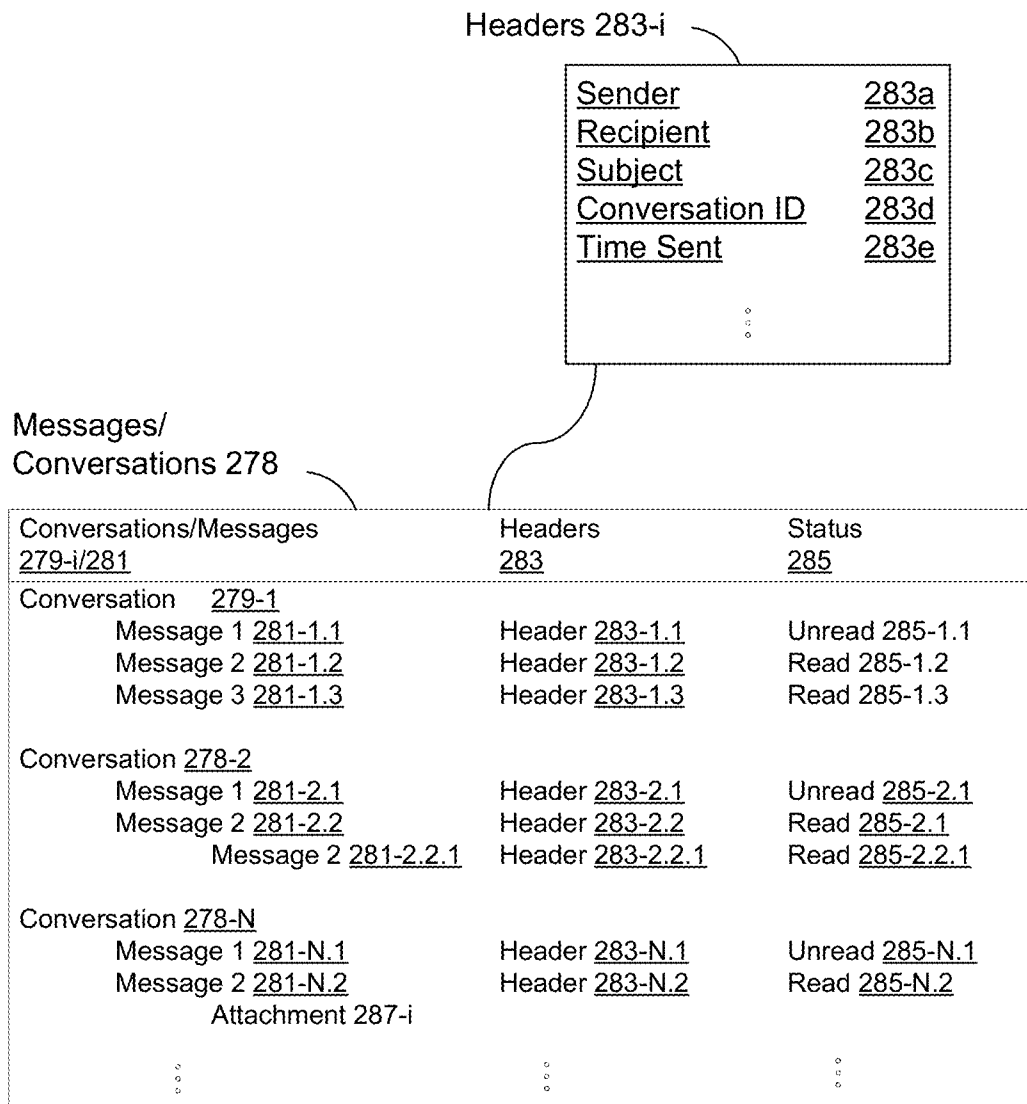 Headers 283-i
Sender 283a
Recipient 283b
Subject 283c
Conversation ID 283d
Time Sent 283e
Messages/
Conversations 278
Conversations/Messages Headers Status
279-i/281 283 285
Conversation 279-1
Message 1 281-1.1 Header 283-1.1 Unread 285-1.1
Message 2 281-1.2 Header 283-1.2 Read 285-1.2
Message 3 281-1.3 Header 283-1.3 Read 285-1.3
Conversation 278-2
Message 1 281-2.1 Header 283-2.1 Unread 285-2.1
Message 2 281-2.2 Header 283-2.2 Read 285-2.1
Message 2 281-2.2.1 Header 283-2.2.1 Read 285-2.2.1
Conversation 278-N
Message 1 281-N.1 Header 283-N.1 Unread 285-N.1
Message 2 281-N.2 Header 283-N.2 Read 285-N.2
Attachment 287-i